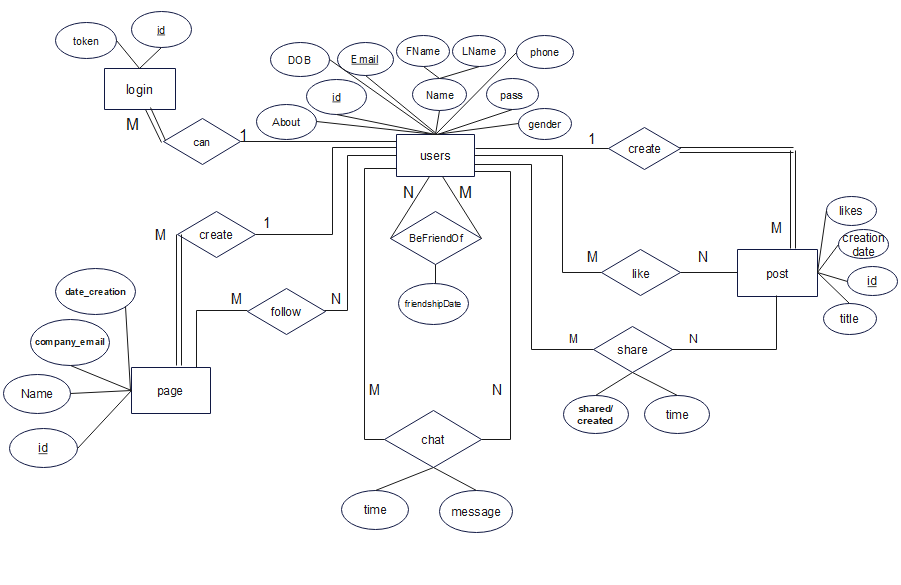 id
token
FName
LName
phone
DOB
Email
login
id
Name
pass
About
gender
M
can
1
users
1
create
likes
N
M
M
create
1
M
creation
date
BeFriendOf
M
like
N
post
id
date_creation
M
follow
N
friendshipDate
title
company_email
M
share
N
Name
page
M
N
shared/
created
time
id
chat
time
message